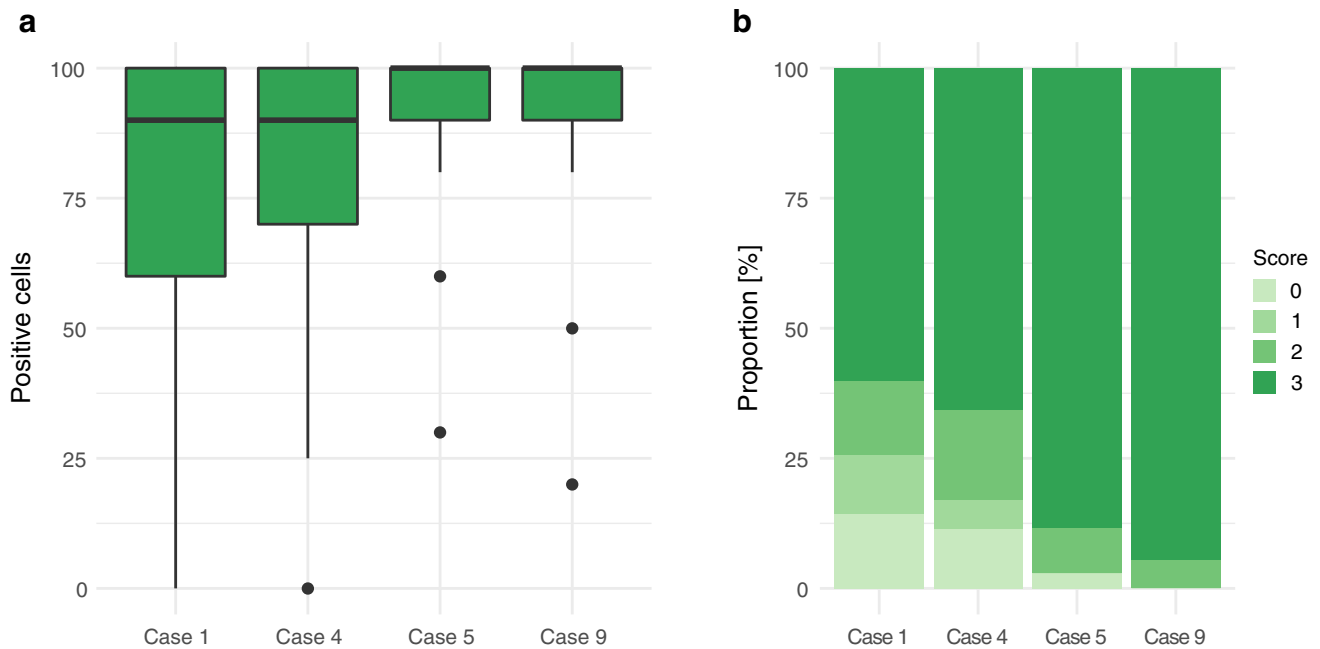 a
Positive cells
100
75
50
25
0
Case 1
Case 4
Case 5
Case 9
b
Proportion [%]
100
75
50
25
0
Case 1
Case 4
Case 5
Case 9
Score
0
1
2
3